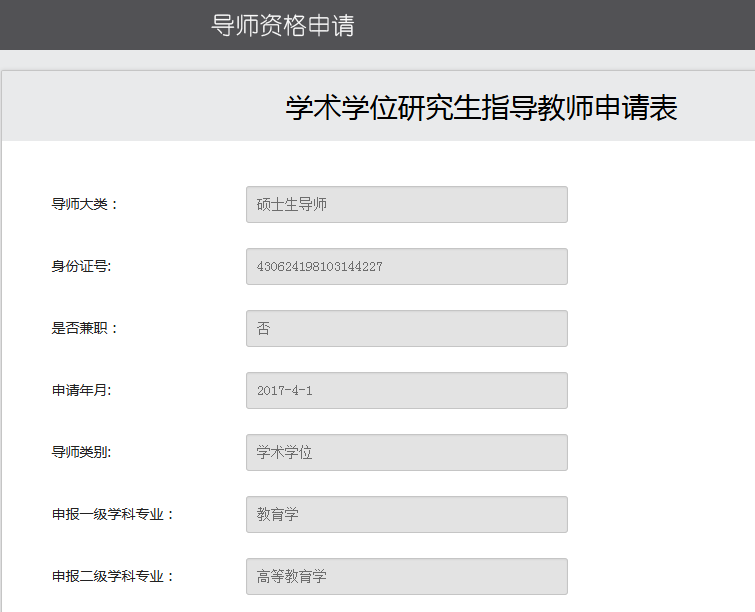 导师资格申请
学术学位研究生指导教师申请表
导师大类：
硕士生导师
身份证号:
430624198103144227
是否兼职：
否
申请年月:
2017-4-1
导师类别:
学术学位
申报一级学科专业：
教育学
申报二级学科专业：
高等教育学